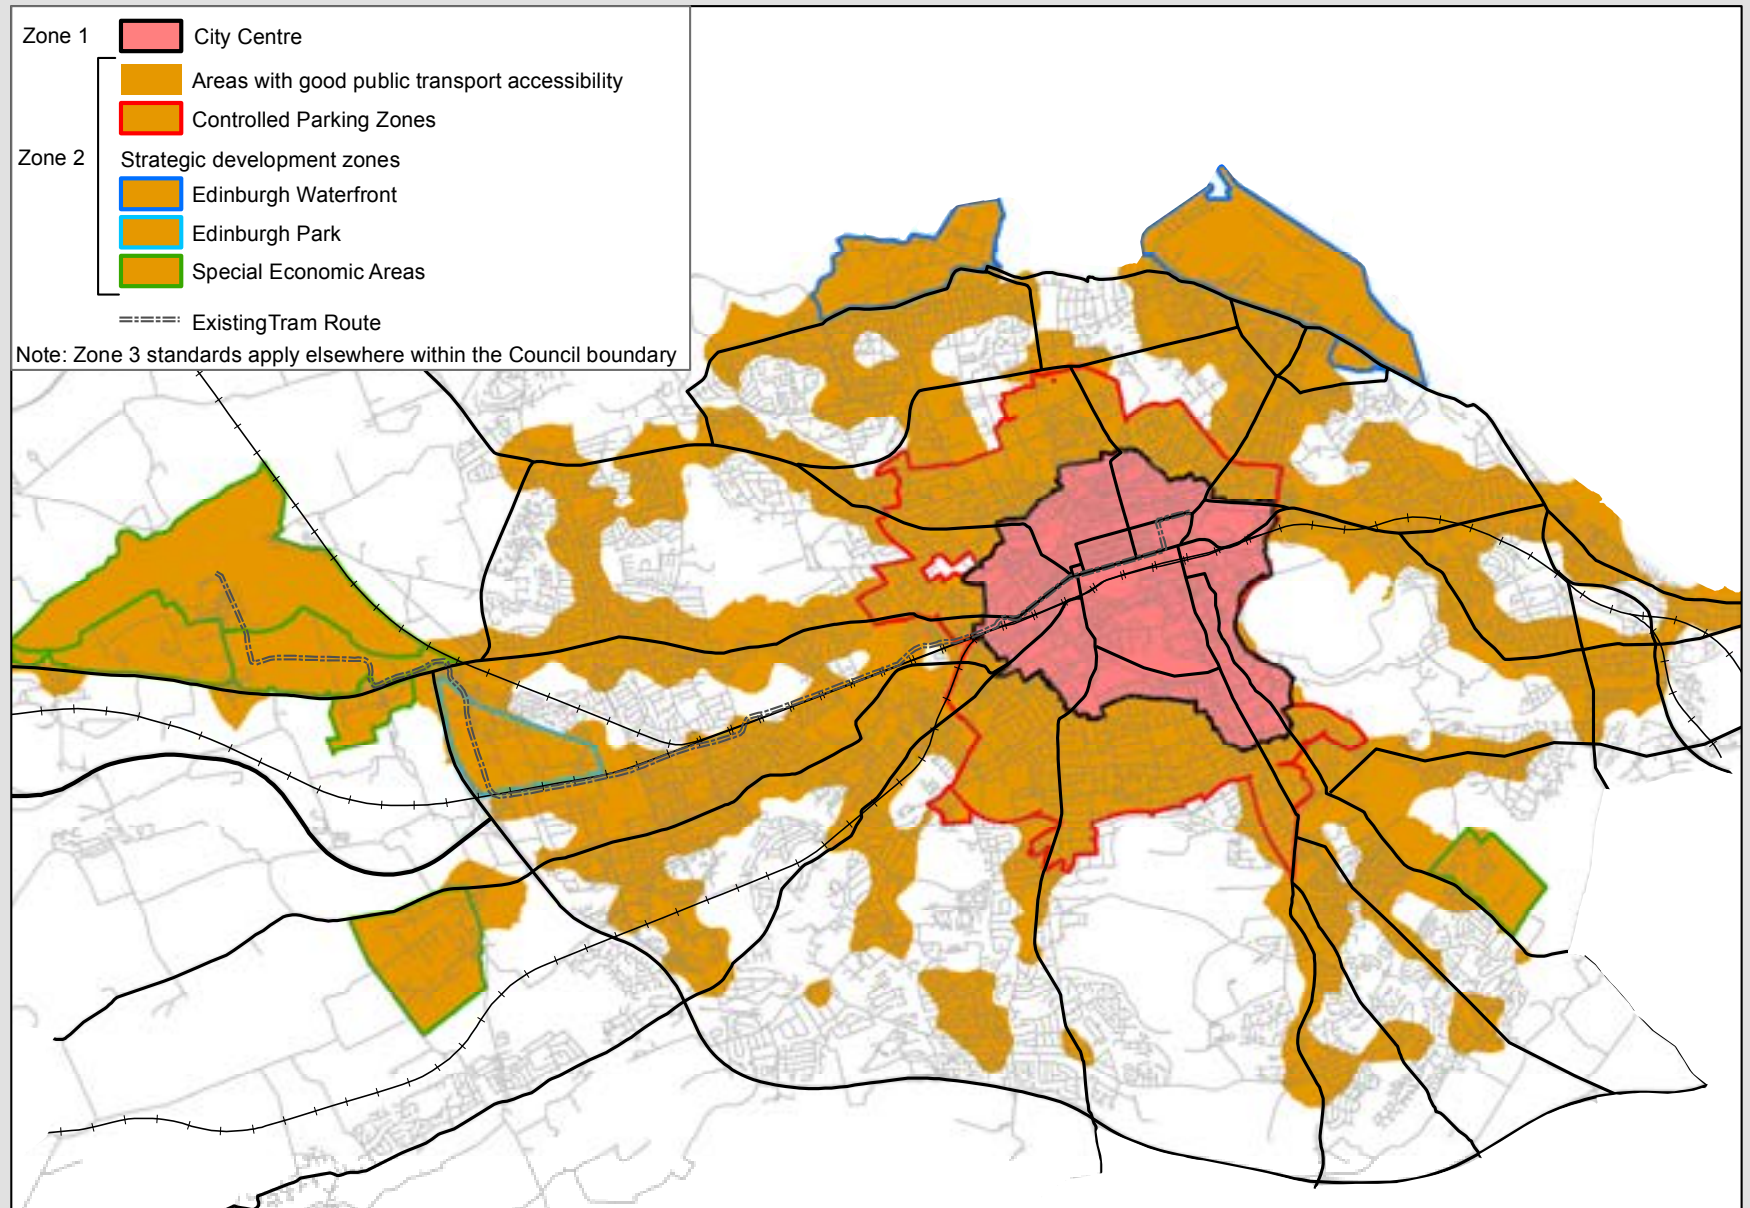 Zone 1
City Centre
Areas with good public transport accessibility
Controlled Parking Zones
Zone 2
Strategic development zones
Edinburgh Waterfront
Edinburgh Park
Special Economic Areas
ExistingTram Route
Note: Zone 3 standards apply elsewhere within the Council boundary